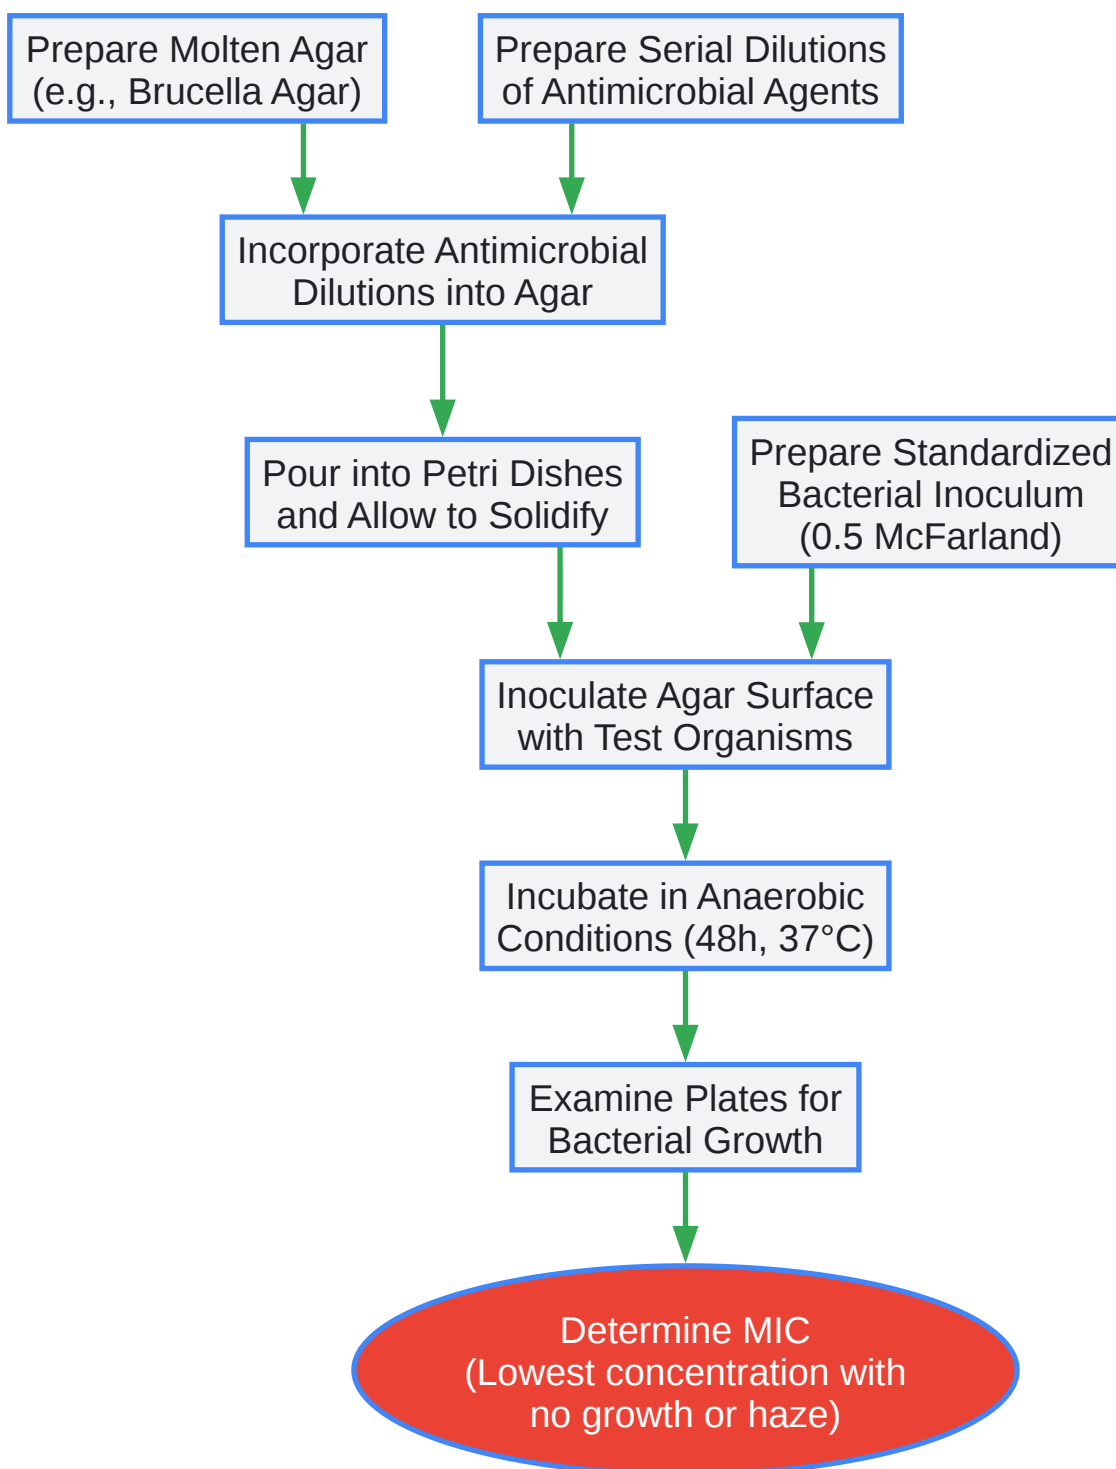 Prepare Molten Agar
(e.g., Brucella Agar)
Prepare Serial Dilutions
of Antimicrobial Agents
Incorporate Antimicrobial
Dilutions into Agar
Pour into Petri Dishes
and Allow to Solidify
Prepare Standardized
Bacterial Inoculum
(0.5 McFarland)
Inoculate Agar Surface
with Test Organisms
Incubate in Anaerobic
Conditions (48h, 37°C)
Examine Plates for
Bacterial Growth
Determine MIC
(Lowest concentration with
no growth or haze)